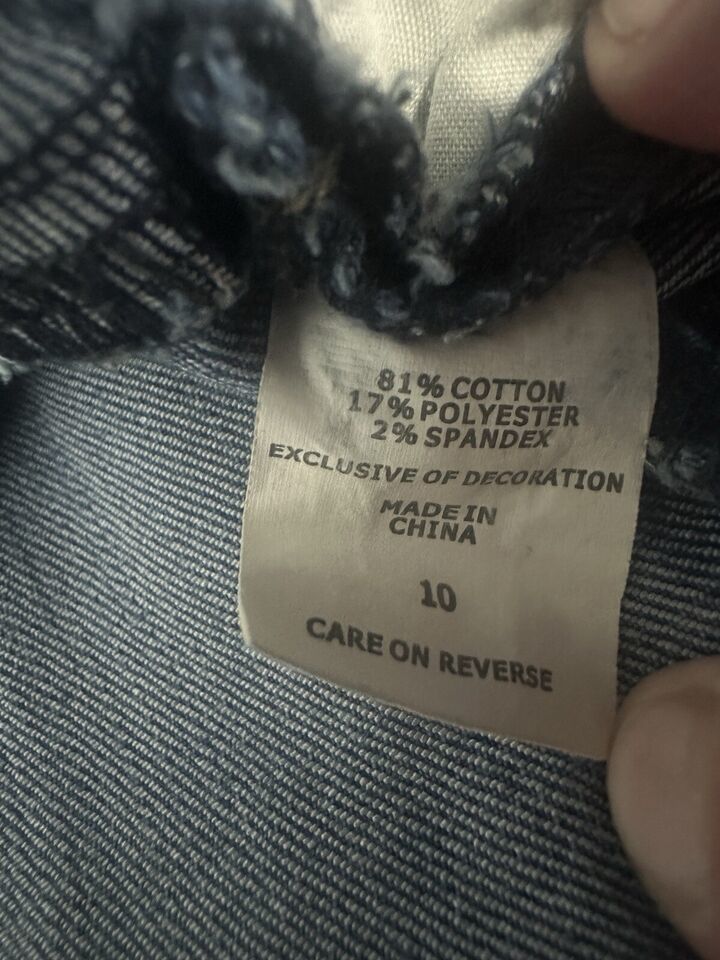 81% COTTON
17% POLYESTER
2% SPANDEX
EXCLUSIVE OF DECORATION
MADE IN
CHINA
10
CARE ON REVERSE